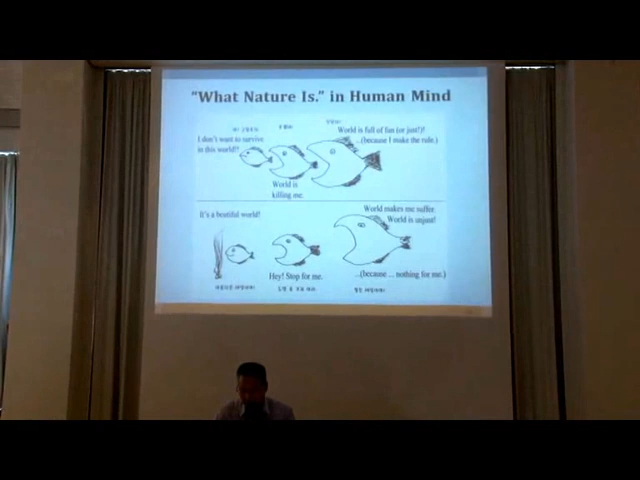 "What Nature Is." in Human Mind
I don't want to survive
in this world!!
World is full of fun (or just!)!
...(because I make the rule.)
World is
killing me.
It's a beutiful world!
World makes me suffer.
World is unjust!
Hey! Stop for me.
...(because ... nothing for me.)